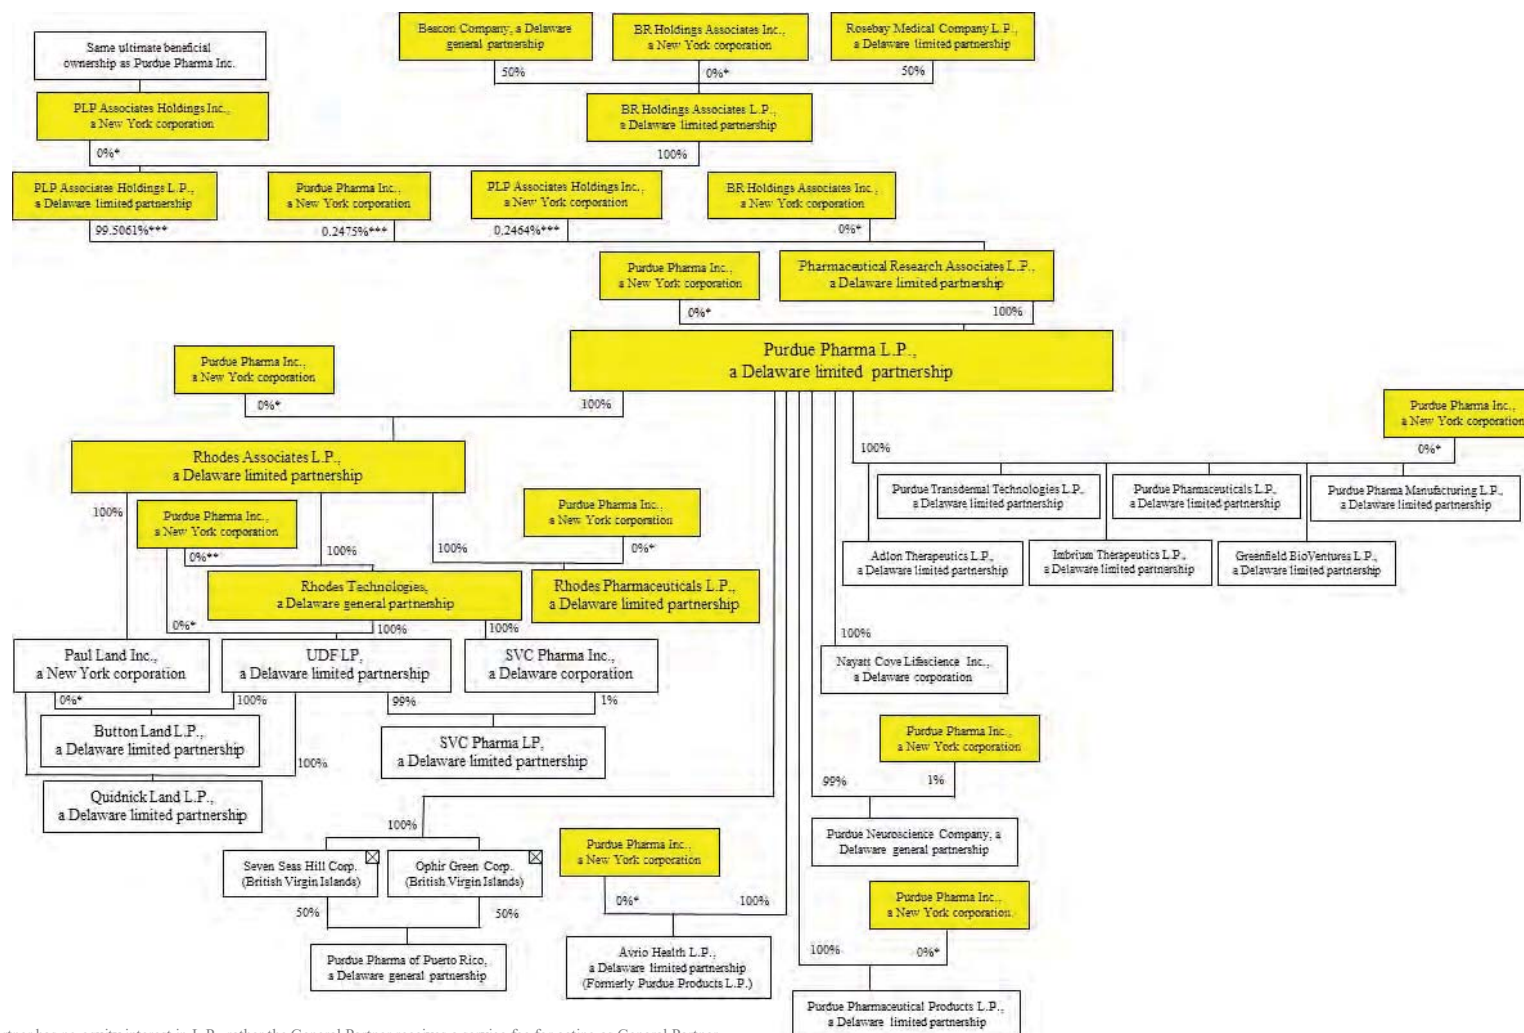 Beacon Company, a Delaware
general partnership
BR Holdings Associates Inc.,
a New York corporation
Rosebay Medical Company L.P.,
a Delaware limited partnership
Same ultimate beneficial
ownership as Purdue Pharma Inc.
50%
0%*
50%
PLP Associates Holdings Inc.,
a New York corporation
BR Holdings Associates L.P.,
a Delaware limited partnership
0%*
100%
PLP Associates Holdings L.P.,
a Delaware limited partnership
Purdue Pharma Inc.,
a New York corporation
PLP Associates Holdings Inc.,
a New York corporation
BR Holdings Associates Inc.,
a New York corporation
99.5061%***
0.2475%***
0.2464%***
0%*
Purdue Pharma Inc.,
a New York corporation
Pharmaceutical Research Associates L.P.,
a Delaware limited partnership
0%*
100%
Purdue Pharma L.P.,
a Delaware limited partnership
Purdue Pharma Inc.,
a New York corporation
0%*
100%
Purdue Pharma Inc.,
a New York corporation
100%
0%*
Rhodes Associates L.P.,
a Delaware limited partnership
Purdue Transdermal Technologies L.P.,
a Delaware limited partnership
Purdue Pharmaceuticals L.P.,
a Delaware limited partnership
Purdue Pharma Manufacturing L.P.,
a Delaware limited partnership
100%
Purdue Pharma Inc.,
a New York corporation
Purdue Pharma Inc.,
a New York corporation
0%**
100%
100%
0%*
Adlon Therapeutics L.P.,
a Delaware limited partnership
Imbrium Therapeutics L.P.,
a Delaware limited partnership
Greenfield BioVentures L.P.,
a Delaware limited partnership
Rhodes Technologies,
a Delaware general partnership
Rhodes Pharmaceuticals L.P.,
a Delaware limited partnership
0%*
100%
100%
100%
Paul Land Inc.,
a New York corporation
UDF LP,
a Delaware limited partnership
SVC Pharma Inc.,
a Delaware corporation
Nayatt Cove Lifescience Inc.,
a Delaware corporation
0%*
100%
99%
1%
Button Land L.P.,
a Delaware limited partnership
SVC Pharma LP,
a Delaware limited partnership
Purdue Pharma Inc.,
a New York corporation
100%
99%
1%
Quidnick Land L.P.,
a Delaware limited partnership
100%
Purdue Neuroscience Company, a
Delaware general partnership
Seven Seas Hill Corp.
(British Virgin Islands)
Ophir Green Corp.
(British Virgin Islands)
Purdue Pharma Inc.,
a New York corporation
50%
50%
0%*
100%
Purdue Pharma Inc.,
a New York corporation
100%
0%*
Purdue Pharma of Puerto Rico,
a Delaware general partnership
Avrio Health L.P.,
a Delaware limited partnership
(Formerly Purdue Products L.P.)
Purdue Pharmaceutical Products L.P.,
a Delaware limited partnership